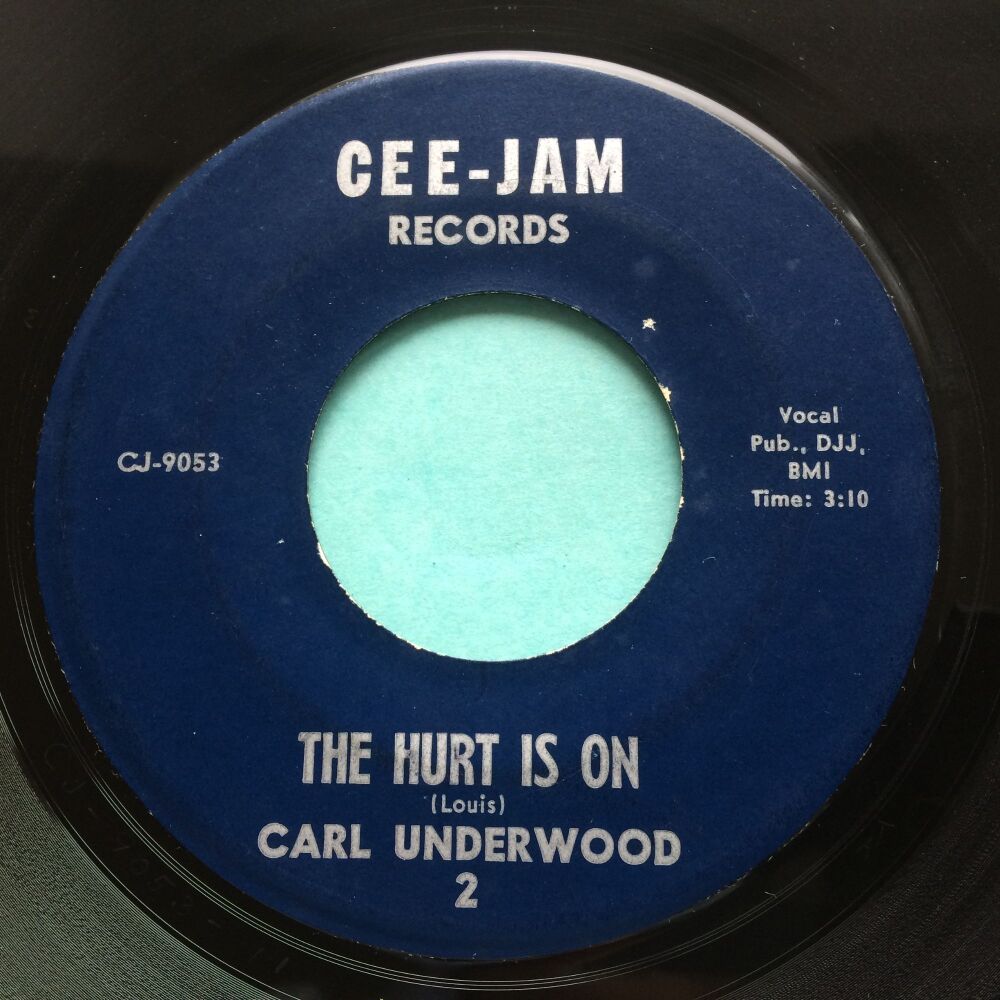 CEE-JAM
RECORDS
CJ-9053
Vocal
Pub., DJJ,
BMI
Time: 3:10
THE HURT IS ON
(Louis)
CARL UNDERWOOD
2